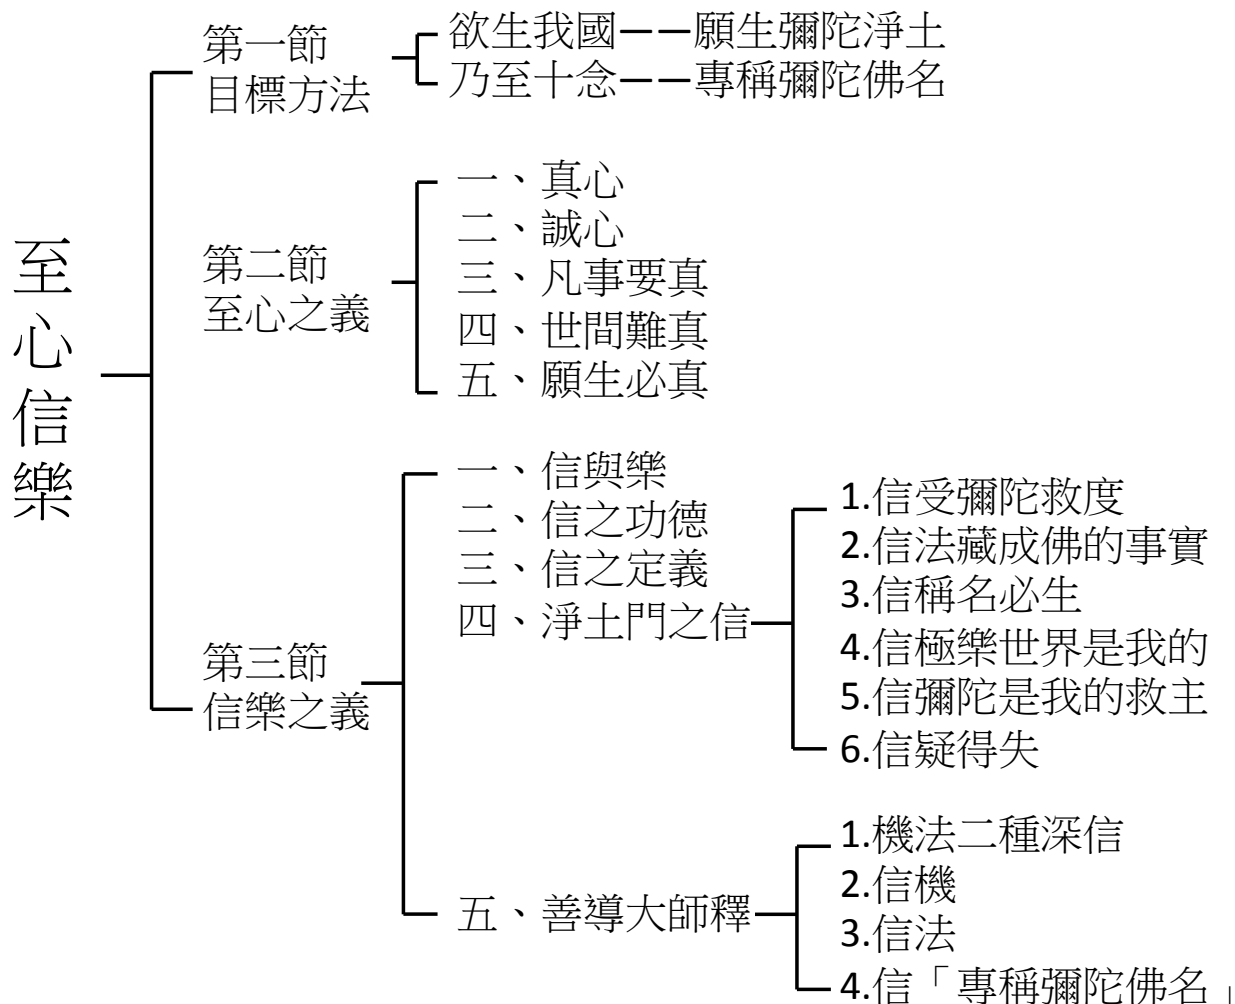 至心信樂
第一節
目標方法
欲生我國——願生彌陀淨土
乃至十念——專稱彌陀佛名
第二節
至心之義
一、真心
二、誠心
三、凡事要真
四、世間難真
五、願生必真
第三節
信樂之義
一、信與樂
二、信之功德
三、信之定義
四、淨土門之信
1.信受彌陀救度
2.信法藏成佛的事實
3.信稱名必生
4.信極樂世界是我的
5.信彌陀是我的救主
6.信疑得失
五、善導大師釋
1.機法二種深信
2.信機
3.信法
4.信「專稱彌陀佛名」